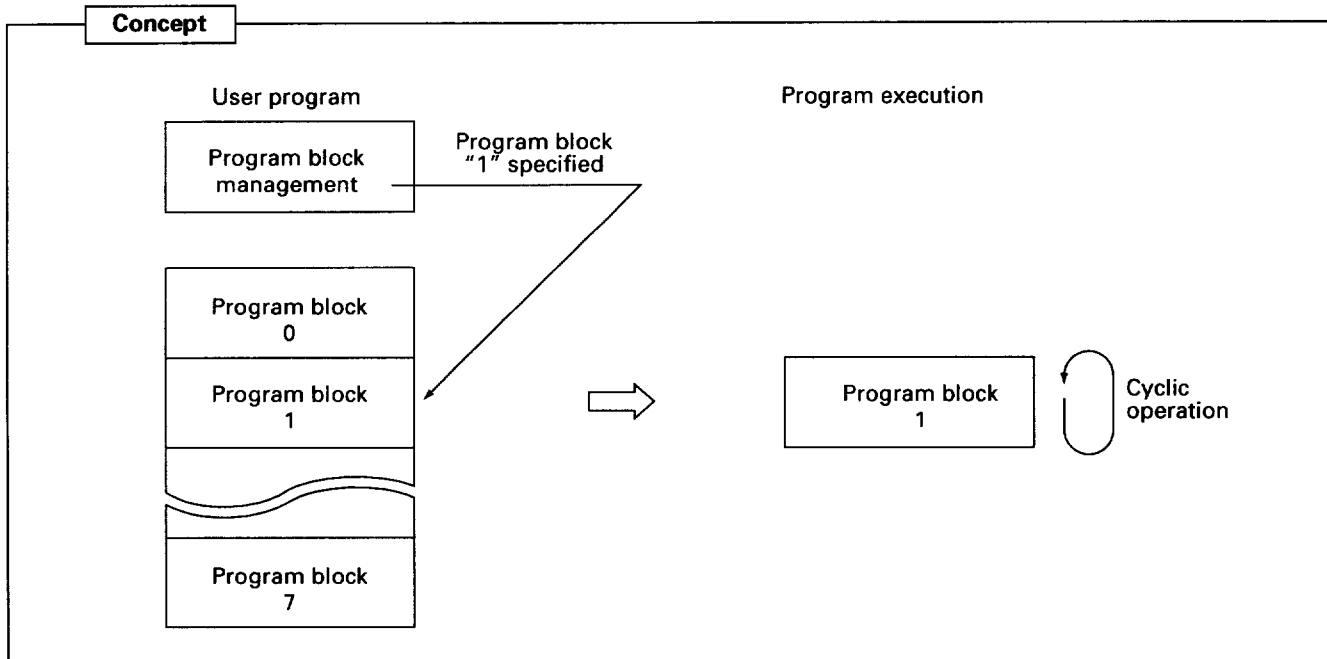 Concept
User program
Program execution
Program block
management
Program block
"1" specified
Program block
0
Program block
1
Program block
7
Program block
1
Cyclic
operation